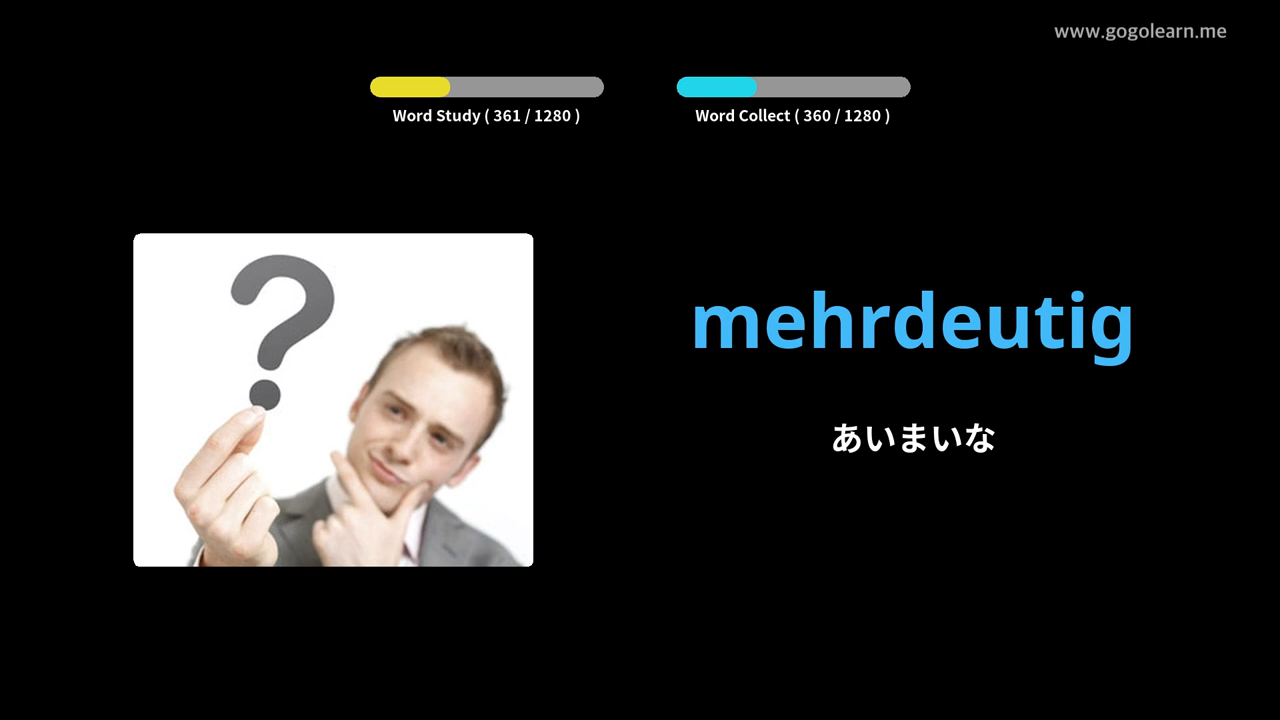 www.gogolearn.me
Word Study ( 361 / 1280 )
Word Collect ( 360 / 1280 )
?
mehrdeutig
あいまいな